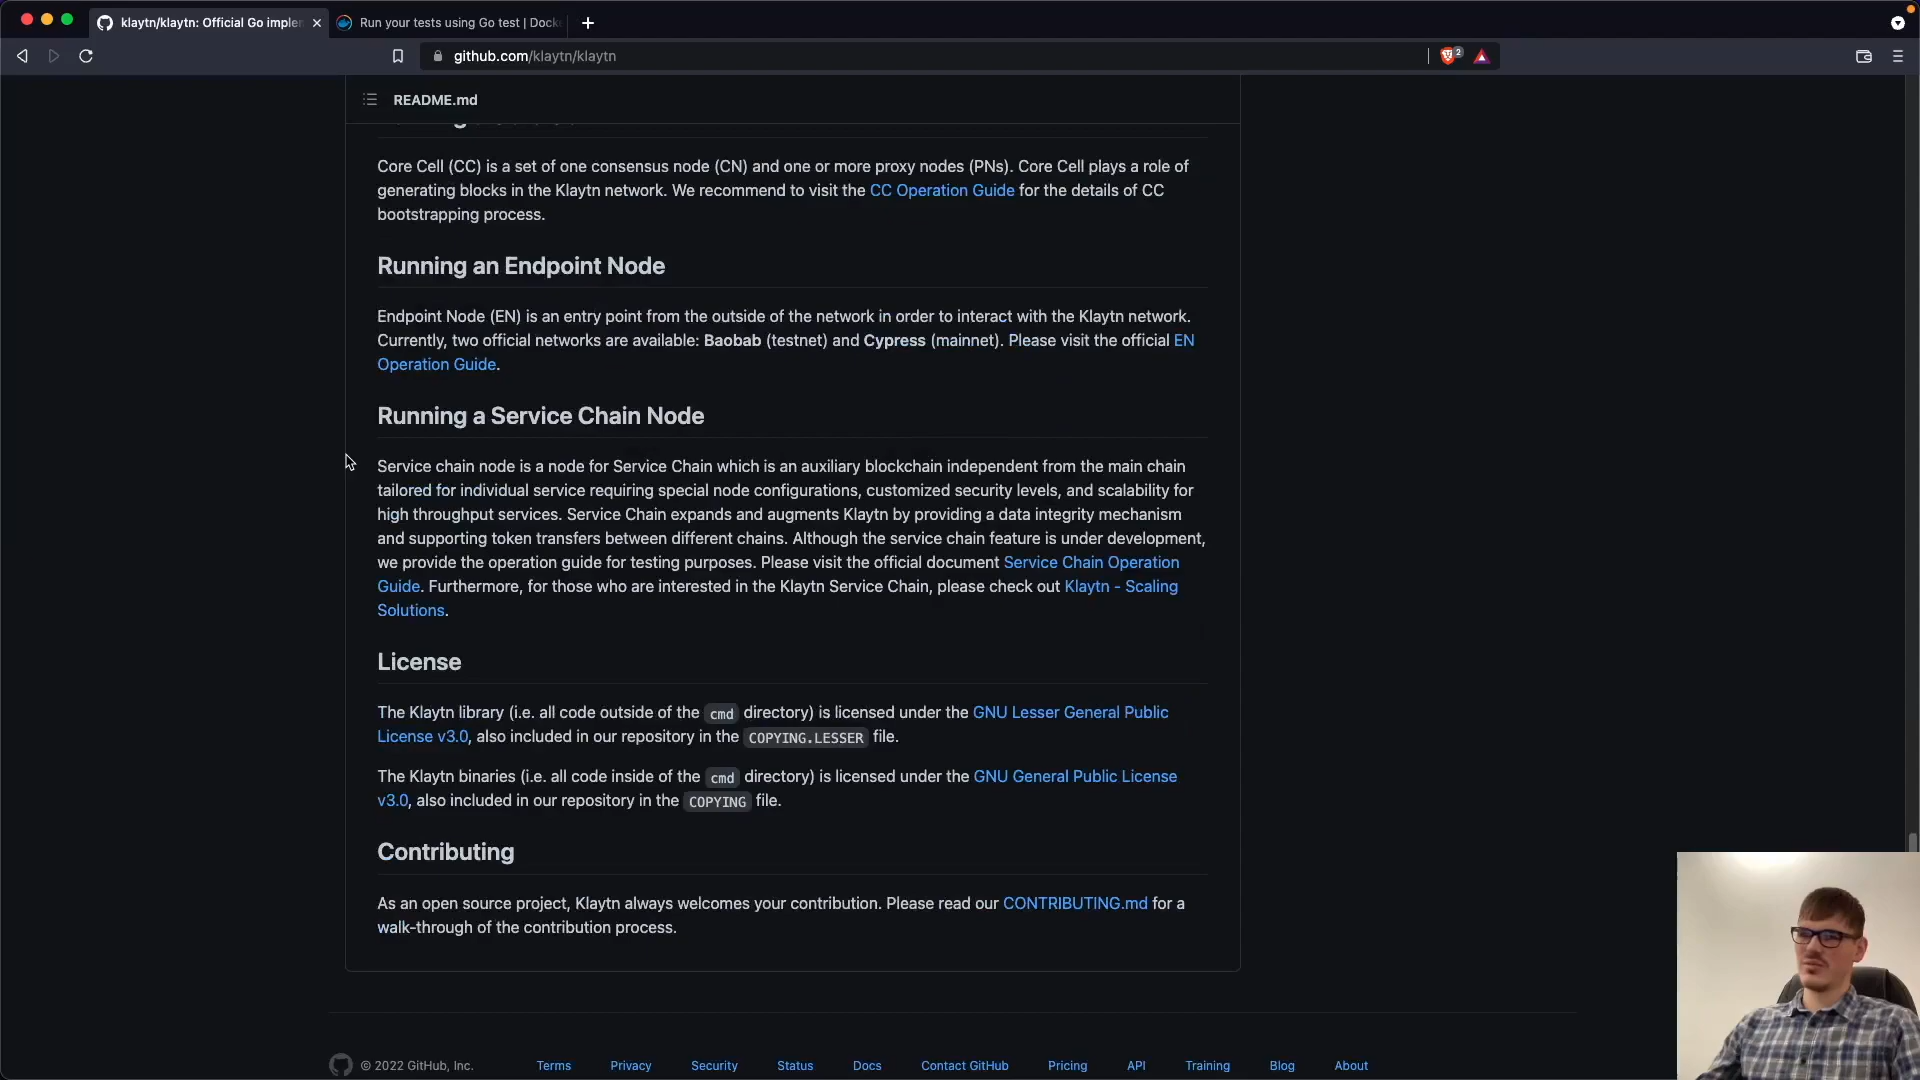 klaytn/klaytn: Official Go implem
Run your tests using Go test | Docke
github.com/klaytn/klaytn
2
README.md
Core Cell (CC) is a set of one consensus node (CN) and one or more proxy nodes (PNs). Core Cell plays a role of
generating blocks in the Klaytn network. We recommend to visit the CC Operation Guide for the details of CC
bootstrapping process.
Running an Endpoint Node
Endpoint Node (EN) is an entry point from the outside of the network in order to interact with the Klaytn network.
Currently, two official networks are available: Baobab (testnet) and Cypress (mainnet). Please visit the official EN
Operation Guide.
Running a Service Chain Node
Service chain node is a node for Service Chain which is an auxiliary blockchain independent from the main chain
tailored for individual service requiring special node configurations, customized security levels, and scalability for
high throughput services. Service Chain expands and augments Klaytn by providing a data integrity mechanism
and supporting token transfers between different chains. Although the service chain feature is under development,
we provide the operation guide for testing purposes. Please visit the official document Service Chain Operation
Guide. Furthermore, for those who are interested in the Klaytn Service Chain, please check out Klaytn - Scaling
Solutions.
License
The Klaytn library (i.e. all code outside of the cmd directory) is licensed under the GNU Lesser General Public
License v3.0, also included in our repository in the COPYING.LESSER file.
The Klaytn binaries (i.e. all code inside of the cmd directory) is licensed under the GNU General Public License
v3.0, also included in our repository in the COPYING file.
Contributing
As an open source project, Klaytn always welcomes your contribution. Please read our CONTRIBUTING.md for a
walk-through of the contribution process.
© 2022 GitHub, Inc. Terms Privacy Security Status Docs Contact GitHub Pricing API Training Blog About